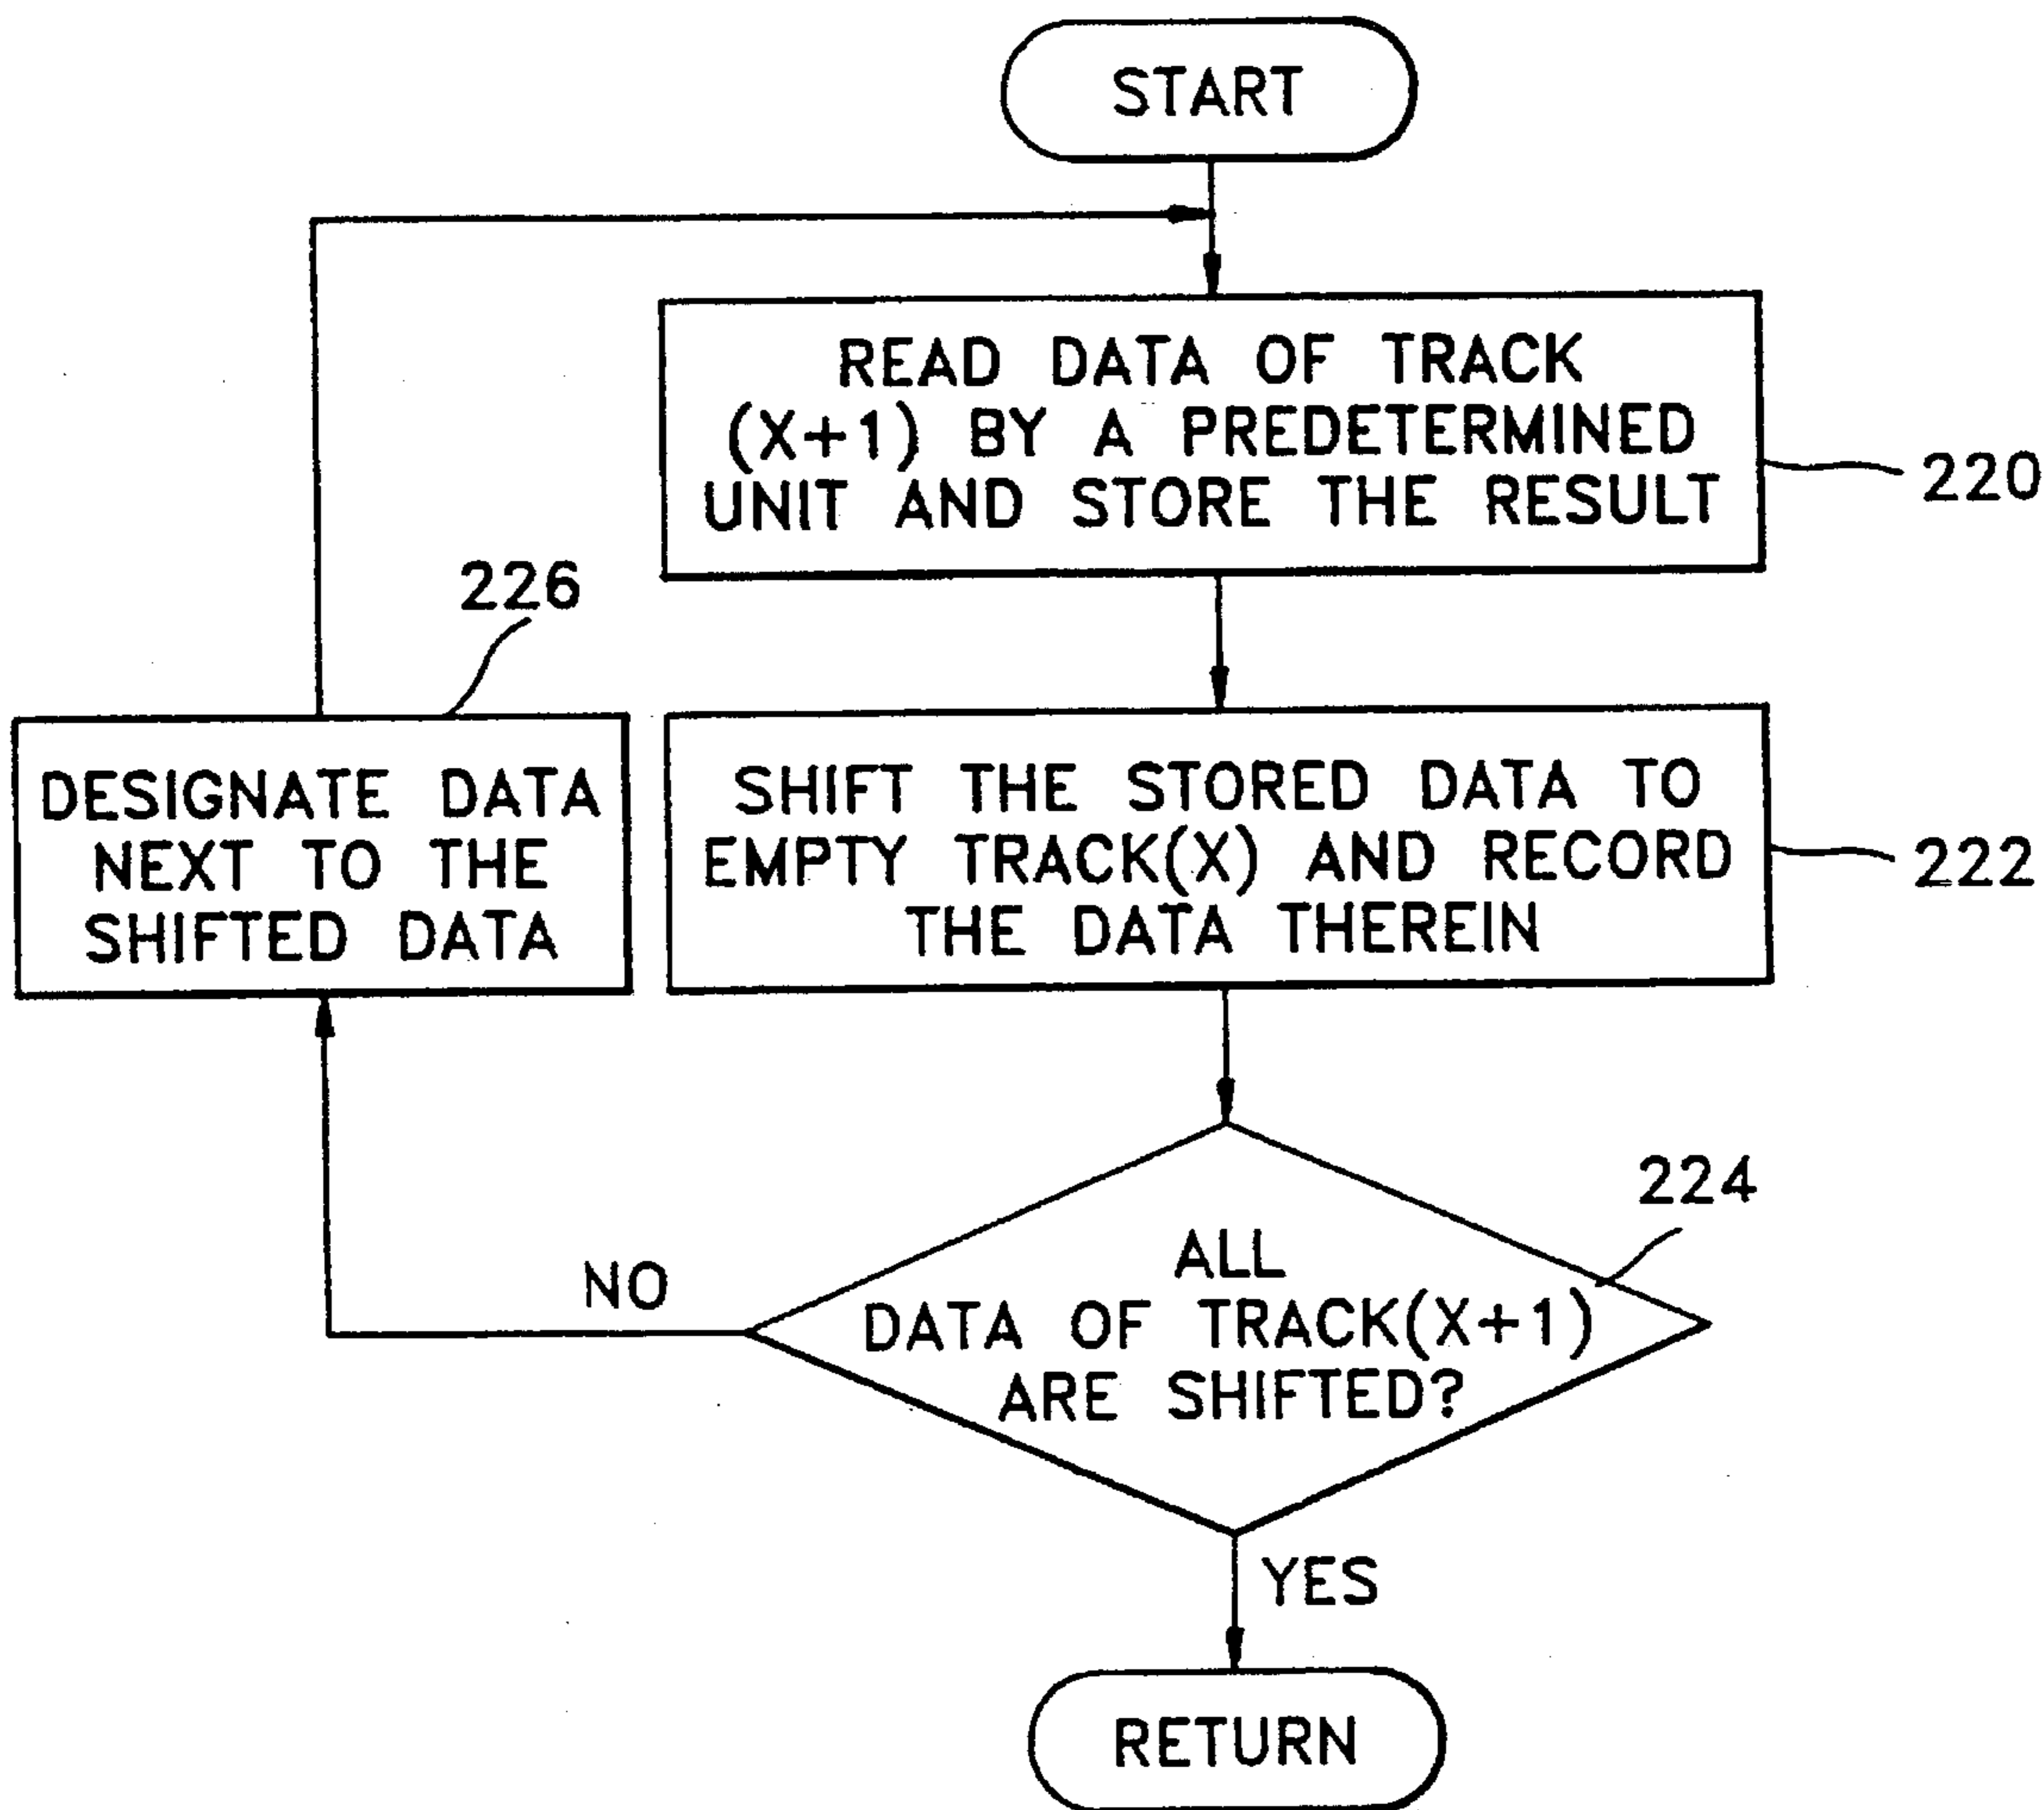 START
READ DATA OF TRACK
(X+1) BY A PREDETERMINED
UNIT AND STORE THE RESULT
220
226
DESIGNATE DATA
NEXT TO THE
SHIFTED DATA
SHIFT THE STORED DATA TO
EMPTY TRACK(X) AND RECORD
THE DATA THEREIN
222
224
ALL
DATA OF TRACK(X+1)
ARE SHIFTED?
NO
YES
RETURN